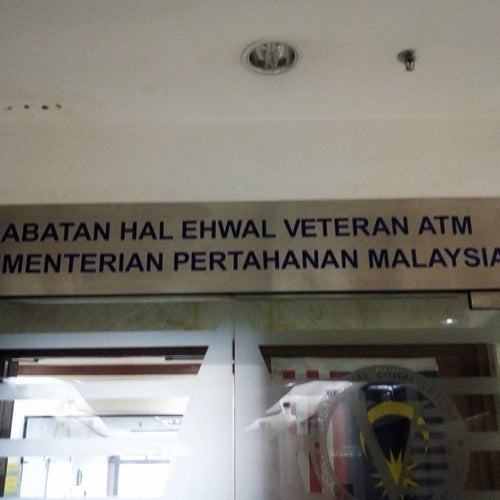 ABATAN HAL EHWAL VETERAN ATM
MENTERIAN PERTAHANAN MALAYSIA